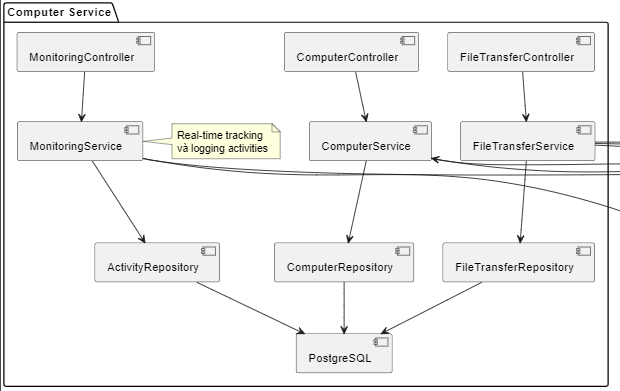 Computer Service
MonitoringController
ComputerController
FileTransferController
MonitoringService
Real-time tracking
và logging activities
ComputerService
FileTransferService
ActivityRepository
ComputerRepository
FileTransferRepository
PostgreSQL